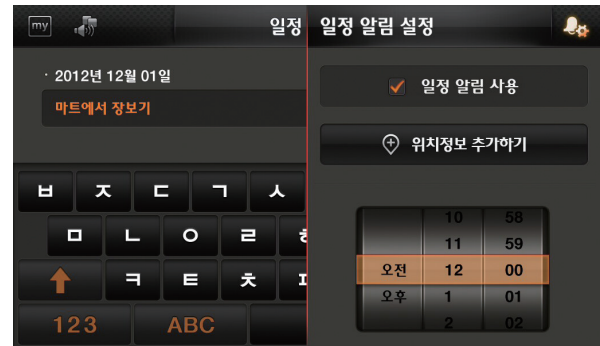 my
일정
· 2012년 12월 01일
마트에서 장보기
ㅂ ㅈ ㄷ ㄱ ㅅ
ㅁ ㄴ ㅇ ㄹ
ㅋ ㅌ ㅊ
123 ABC
일정 알림 설정
일정 알림 사용
위치정보 추가하기
10 58
11 59
오전 12 00
오후 1 01
2 02